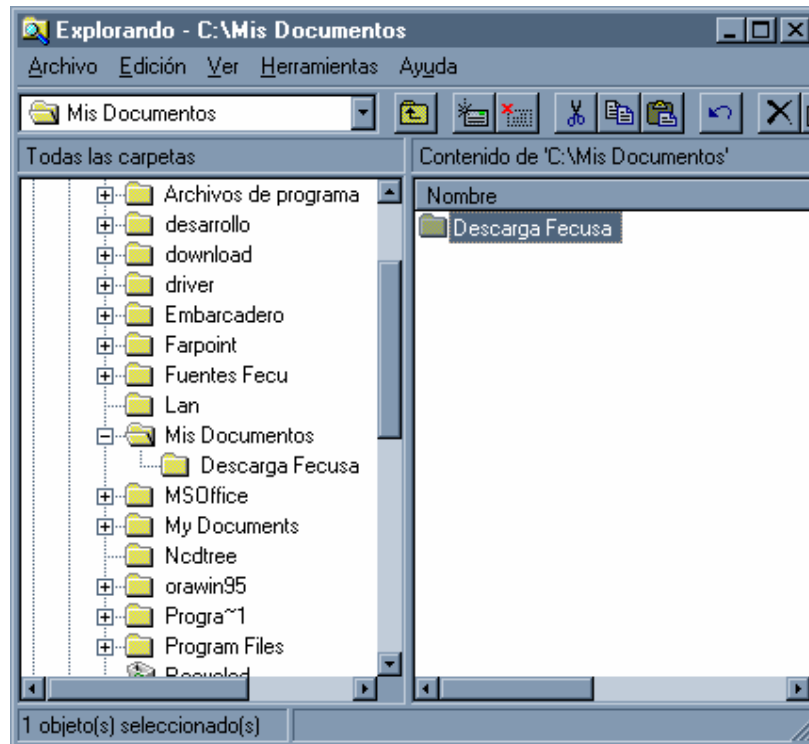 Explorando - C:\Mis Documentos
Archivo Edición Ver Herramientas Ayuda
Mis Documentos
Todas las carpetas
Contenido de 'C:\Mis Documentos'
Archivos de programa
desarrollo
download
driver
Embarcadero
Farpoint
Fuentes Fecu
Lan
Mis Documentos
Descarga Fecusa
MSOffice
My Documents
Ncdtree
orawin95
Progra~1
Program Files
Nombre
Descarga Fecusa
1 objeto(s) seleccionado(s)